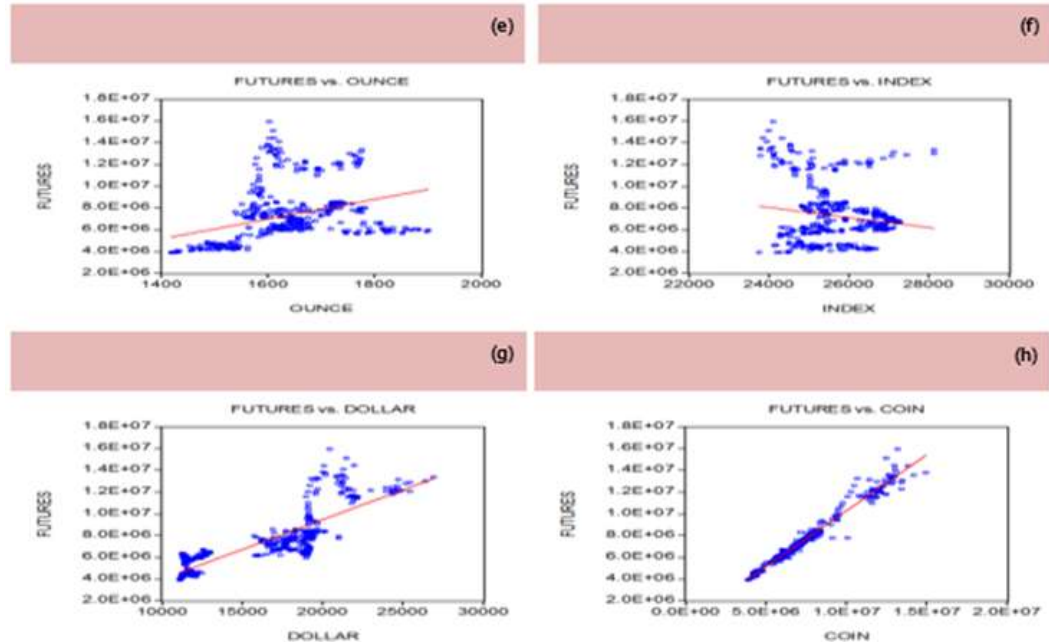 (e)
FUTURES vs. OUNCE
1.8E+07
1.6E+07
1.4E+07
1.2E+07
1.0E+07
8.0E+06
6.0E+06
4.0E+06
2.0E+06
FUTURES
1400 1600 1800 2000
OUNCE
(f)
FUTURES vs. INDEX
1.8E+07
1.6E+07
1.4E+07
1.2E+07
1.0E+07
8.0E+06
6.0E+06
4.0E+06
2.0E+06
FUTURES
22000 24000 26000 28000 30000
INDEX
(g)
FUTURES vs. DOLLAR
1.8E+07
1.6E+07
1.4E+07
1.2E+07
1.0E+07
8.0E+06
6.0E+06
4.0E+06
2.0E+06
FUTURES
10000 15000 20000 25000 30000
DOLLAR
(h)
FUTURES vs. COIN
1.8E+07
1.6E+07
1.4E+07
1.2E+07
1.0E+07
8.0E+06
6.0E+06
4.0E+06
2.0E+06
FUTURES
0.0E+00 5.0E+06 1.0E+07 1.5E+07 2.0E+07
COIN